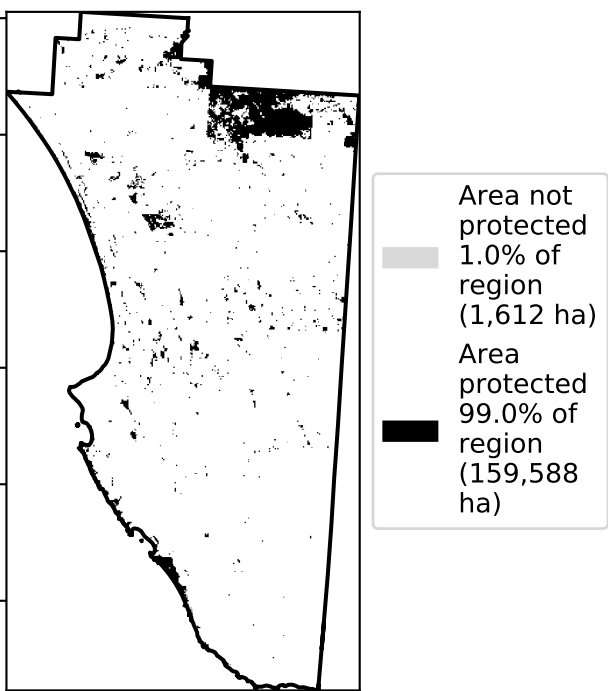 Area not
protected
1.0% of
region
(1,612 ha)
Area
protected
99.0% of
region
(159,588
ha)